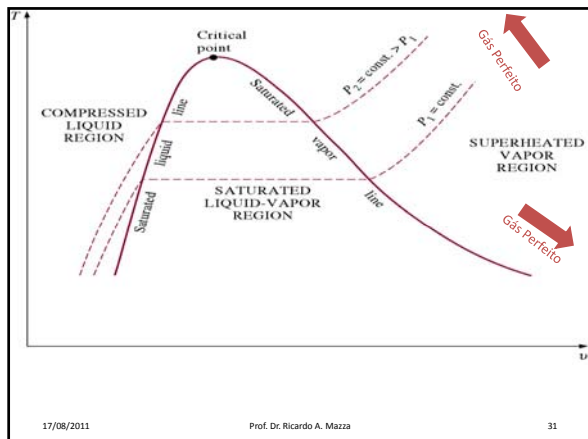 T
Critical
point
Gás Perfeito
P2 = const. > P1
P1 = const.
COMPRESSED
LIQUID
REGION
Saturated
liquid
line
Saturated
vapor
line
SUPERHEATED
VAPOR
REGION
SATURATED
LIQUID-VAPOR
REGION
Gás Perfeito
υ
17/08/2011
Prof. Dr. Ricardo A. Mazza
31